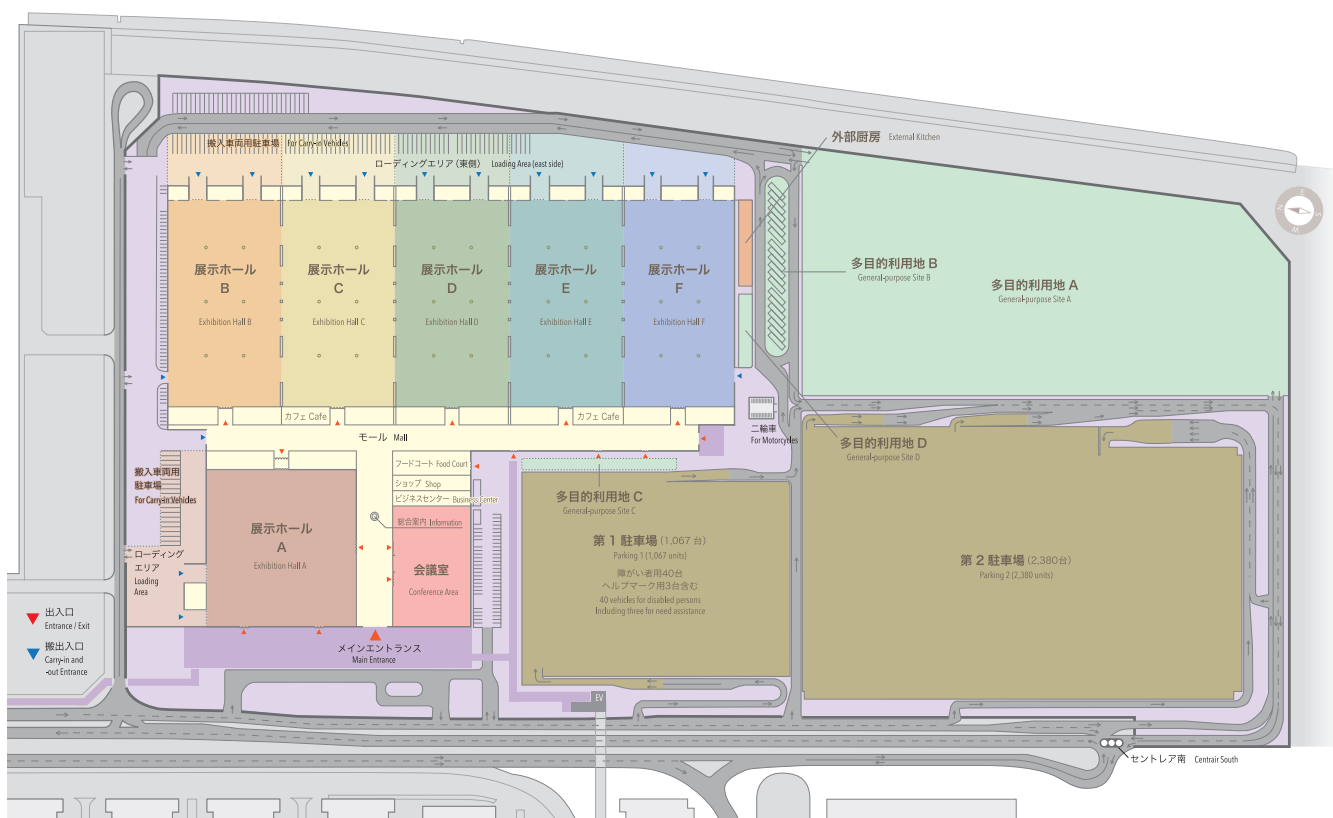 外部厨房 External Kitchen
搬入車両用駐車場 For Carry-in Vehicles
ローディングエリア（東側） Loading Area (east side)
E
N
S
W
展示ホール
B
Exhibition Hall B
展示ホール
C
Exhibition Hall C
展示ホール
D
Exhibition Hall D
展示ホール
E
Exhibition Hall E
展示ホール
F
Exhibition Hall F
多目的利用地 B
General-purpose Site B
多目的利用地 A
General-purpose Site A
カフェ Cafe
カフェ Cafe
モール Mall
二輪車
For Motorcycles
多目的利用地 D
General-purpose Site D
搬入車両用
駐車場
For Carry-in Vehicles
フードコート Food Court
ショップ Shop
ビジネスセンター Business Center
総合案内 Information
多目的利用地 C
General-purpose Site C
展示ホール
A
Exhibition Hall A
ローディング
エリア
Loading
Area
会議室
Conference Area
第 1 駐車場 (1,067 台)
Parking 1 (1,067 units)
障がい者用40台
ヘルプマーク用3台含む
40 vehicles for disabled persons
Including three for need assistance
第 2 駐車場 (2,380台)
Parking 2 (2,380 units)
出入口
Entrance / Exit
搬出入口
Carry-in and
-out Entrance
メインエントランス
Main Entrance
EV
セントレア南 Centrair South